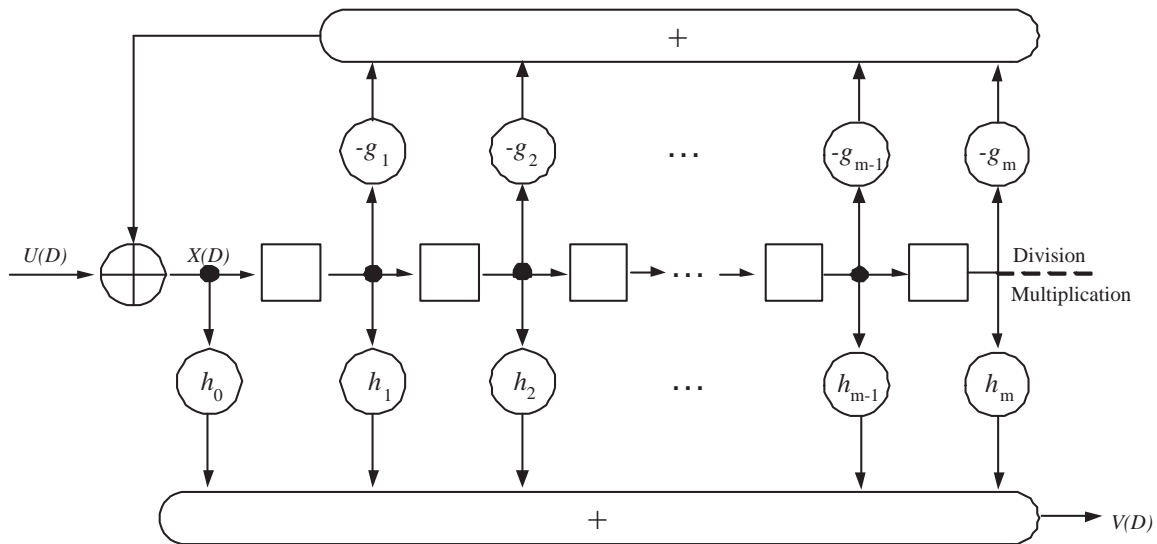 +
-g₁ -g₂ ... -gₘ₋₁ -gₘ
U(D) X(D) ... Division
Multiplication
h₀ h₁ h₂ ... hₘ₋₁ hₘ
+ V(D)